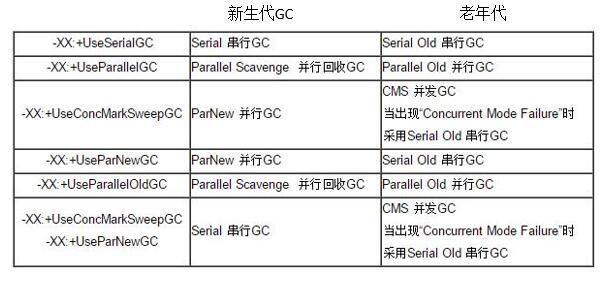 新生代GC 老年代
-XX:+UseSerialGC Serial 串行GC Serial Old 串行GC
-XX:+UseParallelGC Parallel Scavenge 并行回收GC Parallel Old 并行GC
-XX:+UseConcMarkSweepGC ParNew 并行GC CMS 并发GC
当出现“Concurrent Mode Failure”时
采用Serial Old 串行GC
-XX:+UseParNewGC ParNew 并行GC Serial Old 串行GC
-XX:+UseParallelOldGC Parallel Scavenge 并行回收GC Parallel Old 并行GC
-XX:+UseConcMarkSweepGC
-XX:+UseParNewGC
Serial 串行GC
CMS 并发GC
当出现“Concurrent Mode Failure”时
采用Serial Old 串行GC